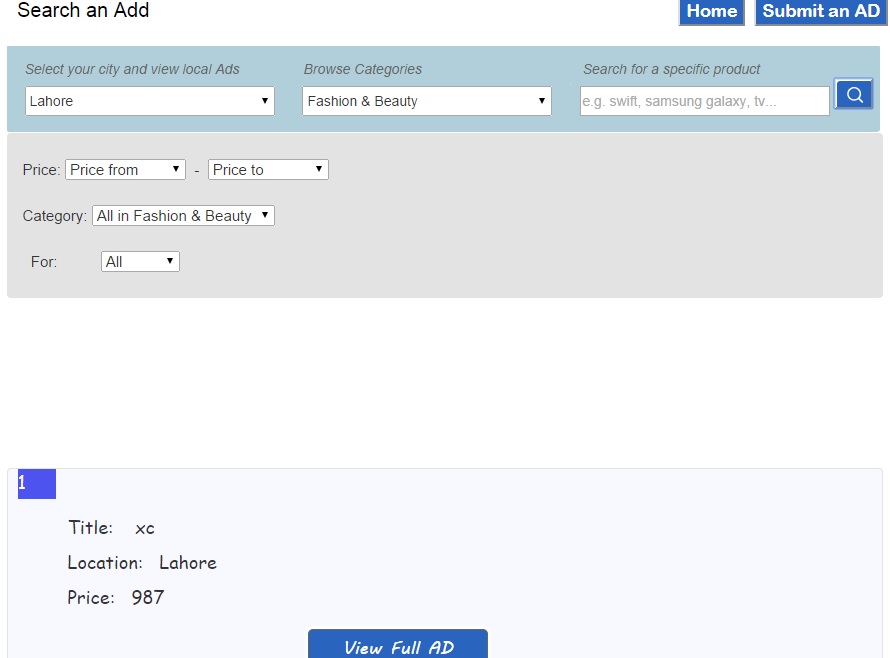 Search an Add
Home
Submit an AD
Select your city and view local Ads
Browse Categories
Search for a specific product
Lahore
Fashion & Beauty
e.g. swift, samsung galaxy, tv...
Price: Price from - Price to
Category: All in Fashion & Beauty
For: All
1
Title: xc
Location: Lahore
Price: 987
View Full AD